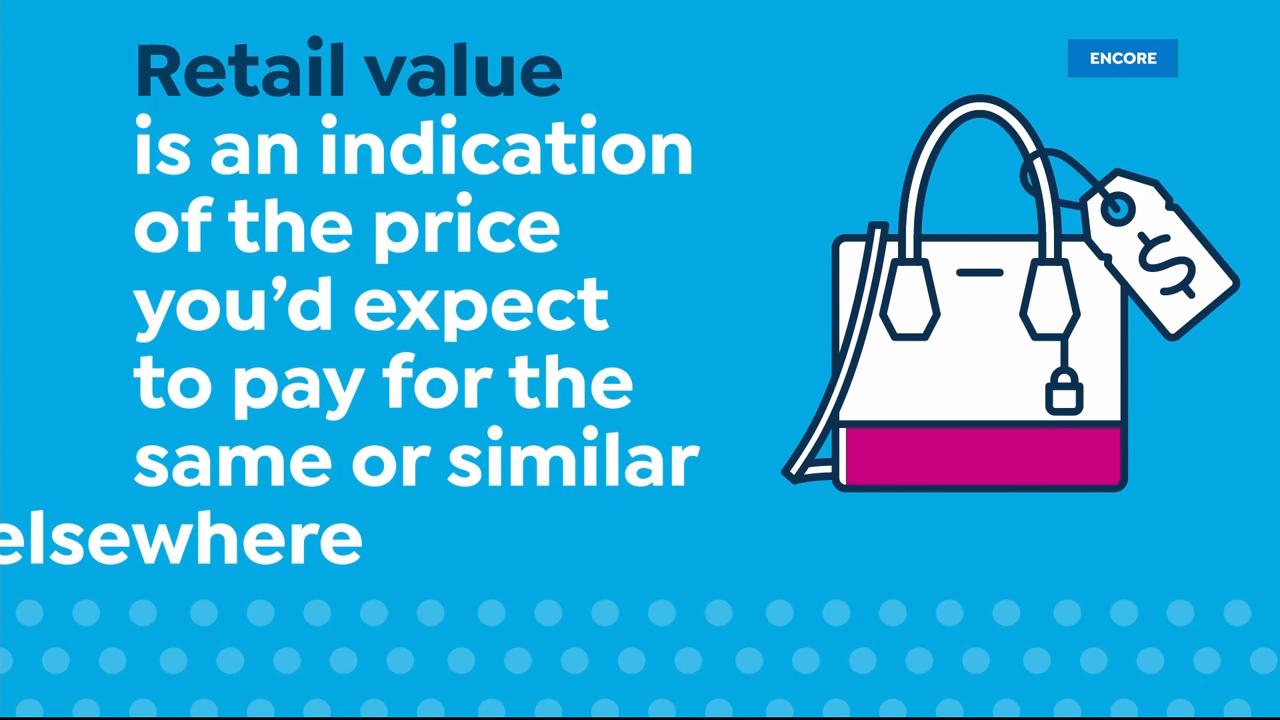 Retail value
is an indication
of the price
you’d expect
to pay for the
same or similar
elsewhere
ENCORE
$